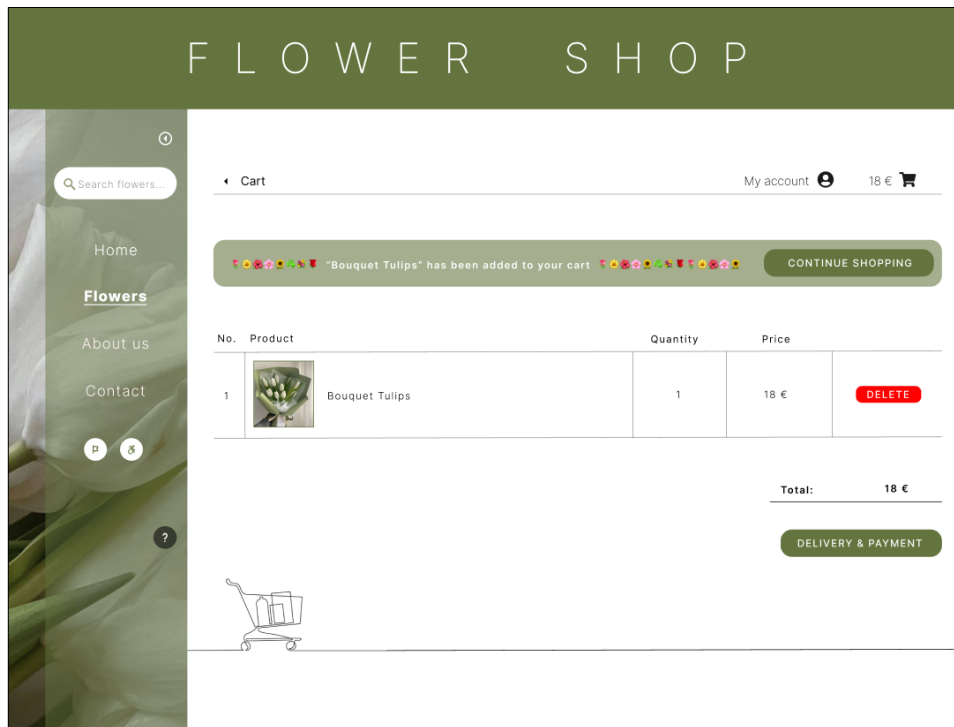 FLOWER SHOP
Search flowers...
Home
Flowers
About us
Contact
?
Cart
My account
18 €
"Bouquet Tulips" has been added to your cart
CONTINUE SHOPPING
No. Product Quantity Price
1 Bouquet Tulips 1 18 € DELETE
Total: 18 €
DELIVERY & PAYMENT